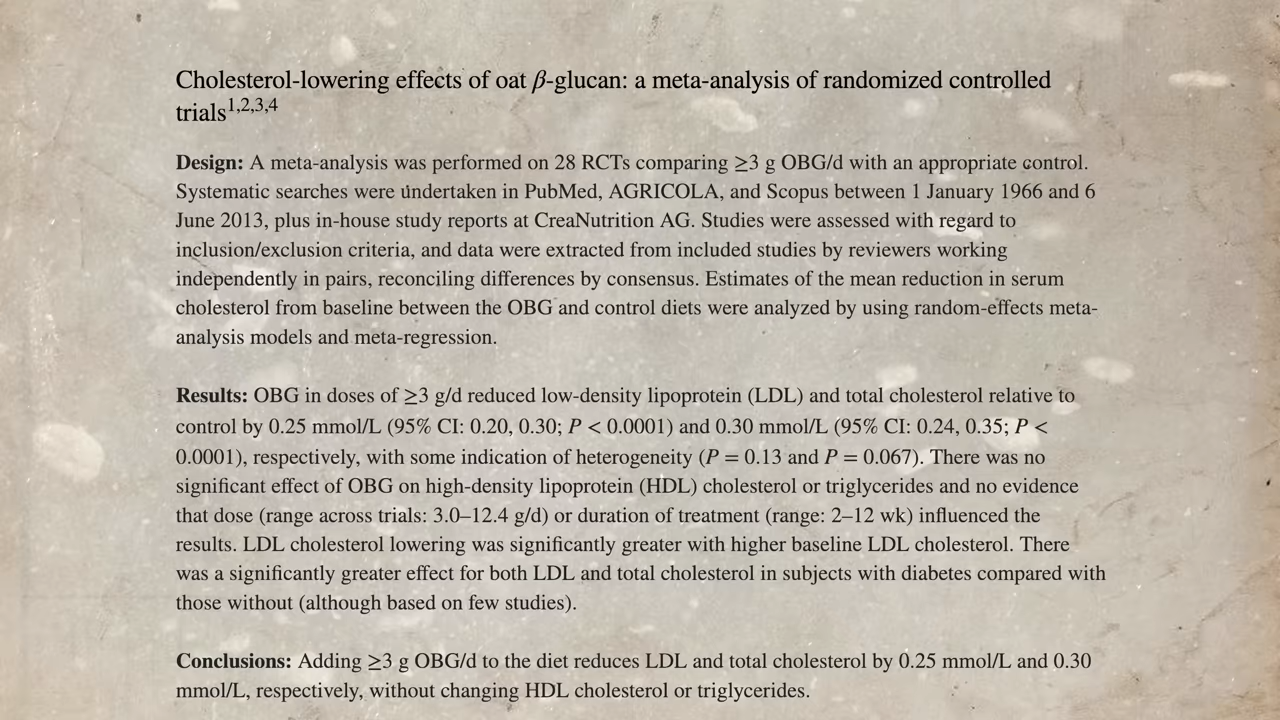 Cholesterol-lowering effects of oat β-glucan: a meta-analysis of randomized controlled
trials1,2,3,4
Design: A meta-analysis was performed on 28 RCTs comparing ≥3 g OBG/d with an appropriate control.
Systematic searches were undertaken in PubMed, AGRICOLA, and Scopus between 1 January 1966 and 6
June 2013, plus in-house study reports at CreaNutrition AG. Studies were assessed with regard to
inclusion/exclusion criteria, and data were extracted from included studies by reviewers working
independently in pairs, reconciling differences by consensus. Estimates of the mean reduction in serum
cholesterol from baseline between the OBG and control diets were analyzed by using random-effects meta-
analysis models and meta-regression.
Results: OBG in doses of ≥3 g/d reduced low-density lipoprotein (LDL) and total cholesterol relative to
control by 0.25 mmol/L (95% CI: 0.20, 0.30; P < 0.0001) and 0.30 mmol/L (95% CI: 0.24, 0.35; P <
0.0001), respectively, with some indication of heterogeneity (P = 0.13 and P = 0.067). There was no
significant effect of OBG on high-density lipoprotein (HDL) cholesterol or triglycerides and no evidence
that dose (range across trials: 3.0–12.4 g/d) or duration of treatment (range: 2–12 wk) influenced the
results. LDL cholesterol lowering was significantly greater with higher baseline LDL cholesterol. There
was a significantly greater effect for both LDL and total cholesterol in subjects with diabetes compared with
those without (although based on few studies).
Conclusions: Adding ≥3 g OBG/d to the diet reduces LDL and total cholesterol by 0.25 mmol/L and 0.30
mmol/L, respectively, without changing HDL cholesterol or triglycerides.